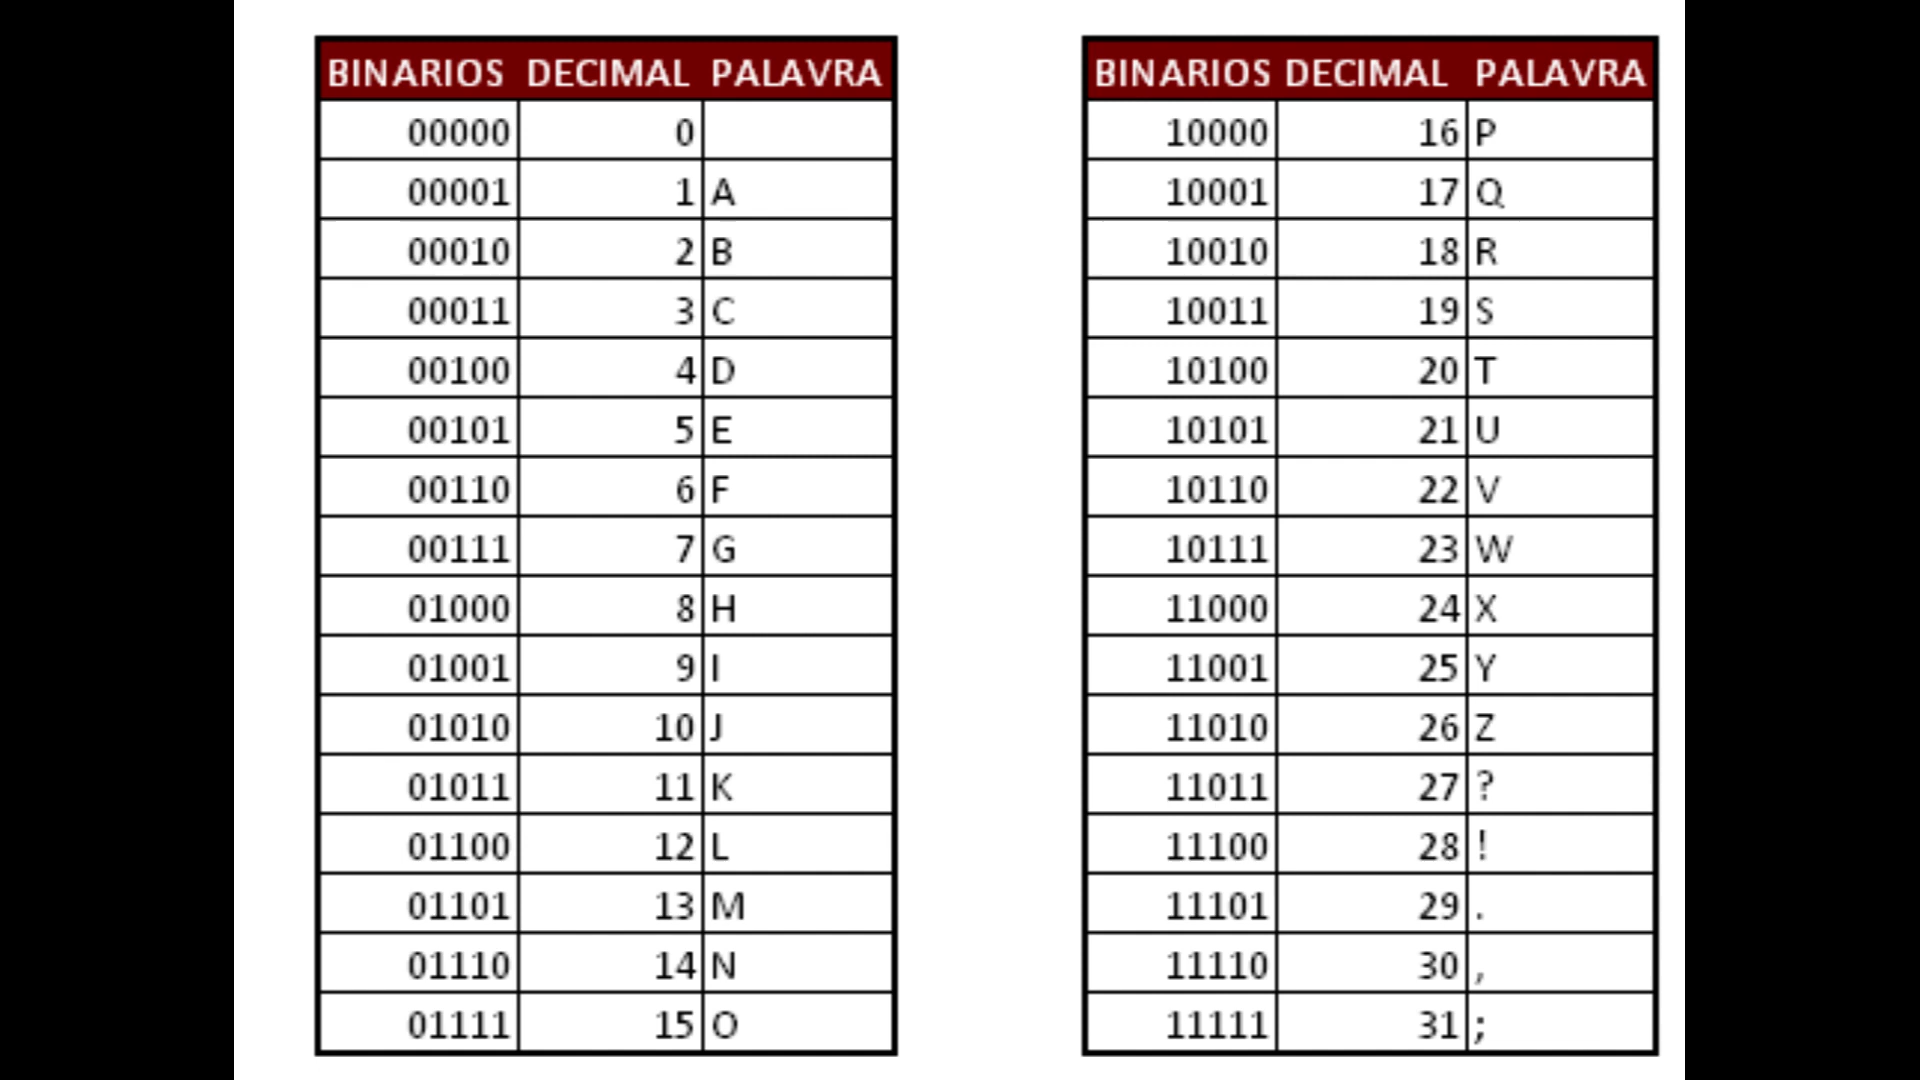 BINARIOS DECIMAL PALAVRA
00000 0
00001 1 A
00010 2 B
00011 3 C
00100 4 D
00101 5 E
00110 6 F
00111 7 G
01000 8 H
01001 9 I
01010 10 J
01011 11 K
01100 12 L
01101 13 M
01110 14 N
01111 15 O
BINARIOS DECIMAL PALAVRA
10000 16 P
10001 17 Q
10010 18 R
10011 19 S
10100 20 T
10101 21 U
10110 22 V
10111 23 W
11000 24 X
11001 25 Y
11010 26 Z
11011 27 ?
11100 28 !
11101 29 .
11110 30 ,
11111 31 ;